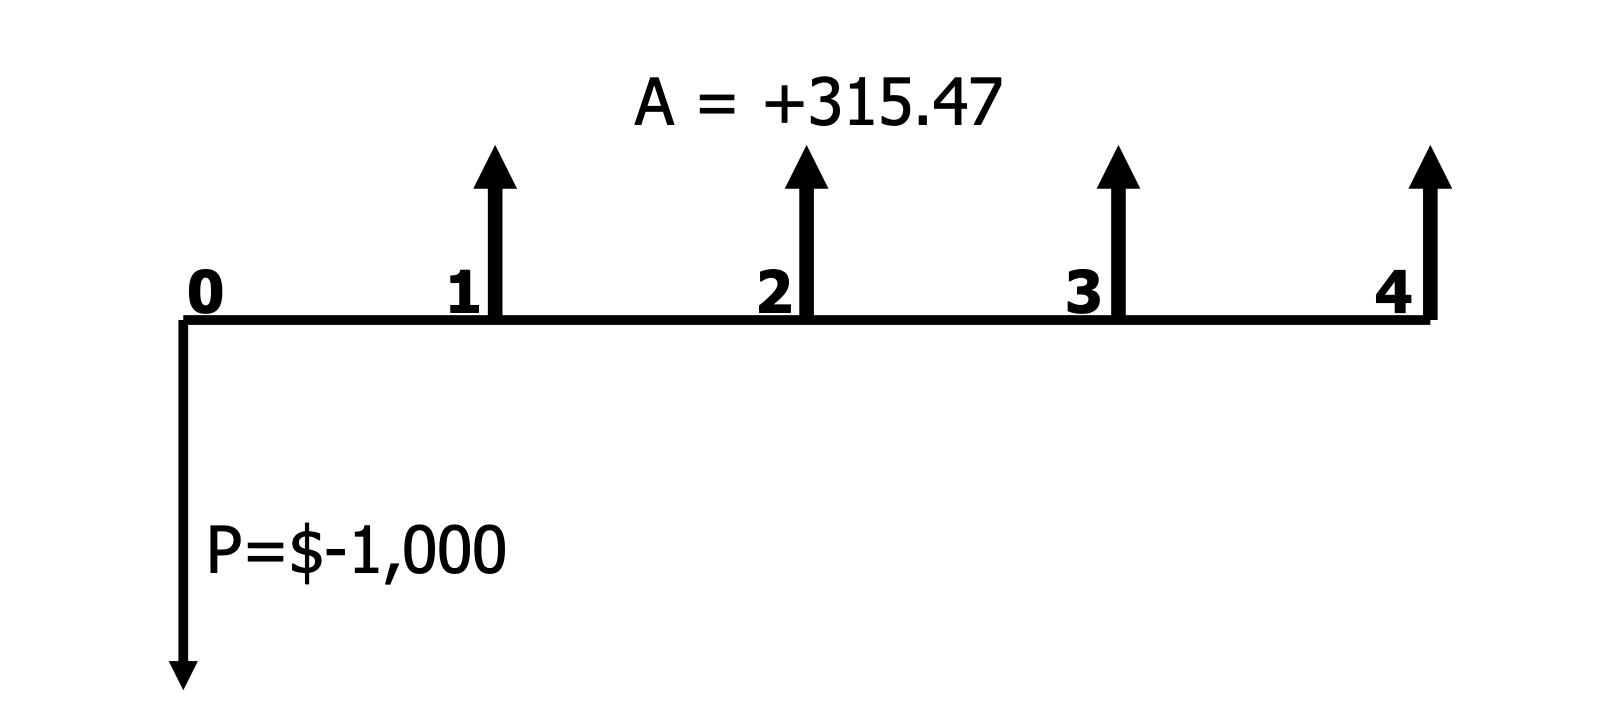 A = +315.47
0 1 2 3 4
P=$-1,000